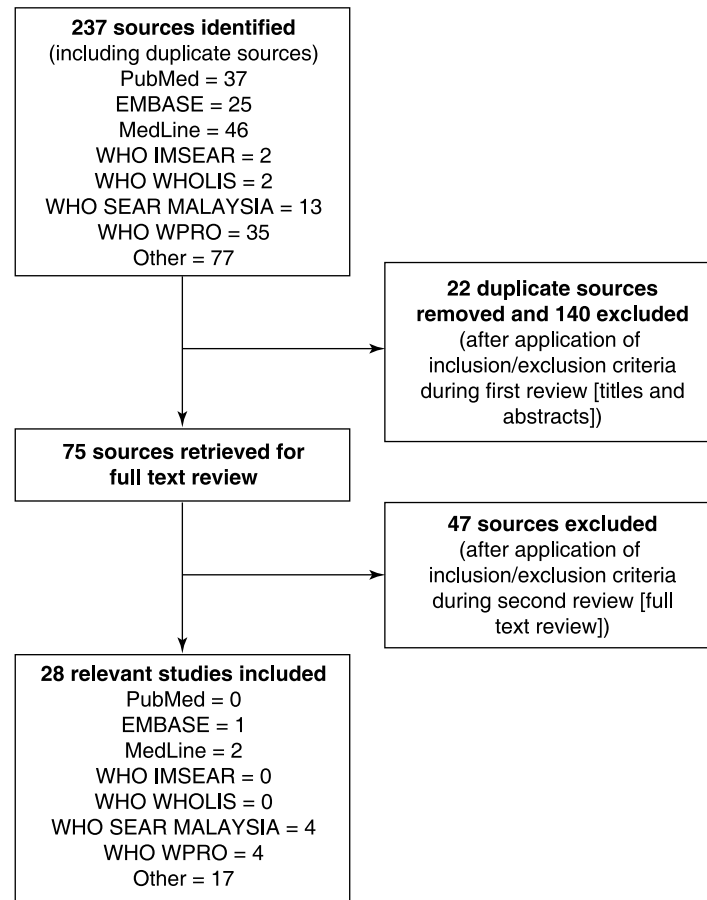 237 sources identified
(including duplicate sources)
PubMed = 37
EMBASE = 25
MedLine = 46
WHO IMSEAR = 2
WHO WHOLIS = 2
WHO SEAR MALAYSIA = 13
WHO WPRO = 35
Other = 77
22 duplicate sources
removed and 140 excluded
(after application of
inclusion/exclusion criteria
during first review [titles and
abstracts])
75 sources retrieved for
full text review
47 sources excluded
(after application of
inclusion/exclusion criteria
during second review [full
text review])
28 relevant studies included
PubMed = 0
EMBASE = 1
MedLine = 2
WHO IMSEAR = 0
WHO WHOLIS = 0
WHO SEAR MALAYSIA = 4
WHO WPRO = 4
Other = 17